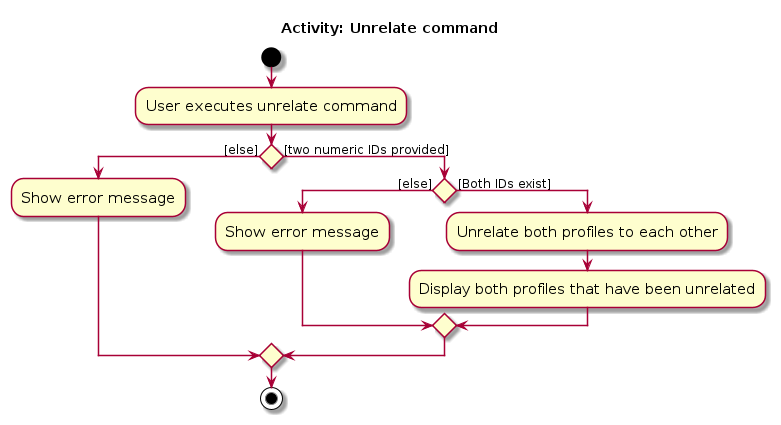 Activity: Unrelate command
User executes unrelate command
[else]
[two numeric IDs provided]
Show error message
[else]
[Both IDs exist]
Show error message
Unrelate both profiles to each other
Display both profiles that have been unrelated